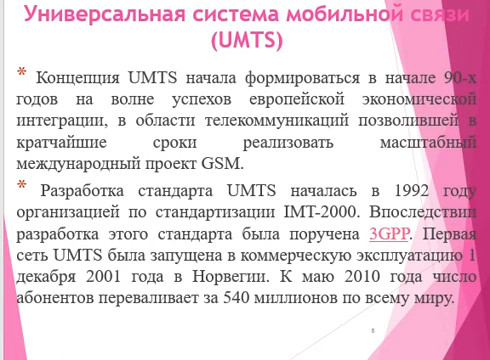 Универсальная система мобильной связи
(UMTS)
* Концепция UMTS начала формироваться в начале 90-х
годов на волне успехов европейской экономической
интеграции, в области телекоммуникаций позволившей в
кратчайшие сроки реализовать масштабный
международный проект GSM.
* Разработка стандарта UMTS началась в 1992 году
организацией по стандартизации IMT-2000. Впоследствии
разработка этого стандарта была поручена 3GPP. Первая
сеть UMTS была запущена в коммерческую эксплуатацию 1
декабря 2001 года в Норвегии. К маю 2010 года число
абонентов переваливает за 540 миллионов по всему миру.